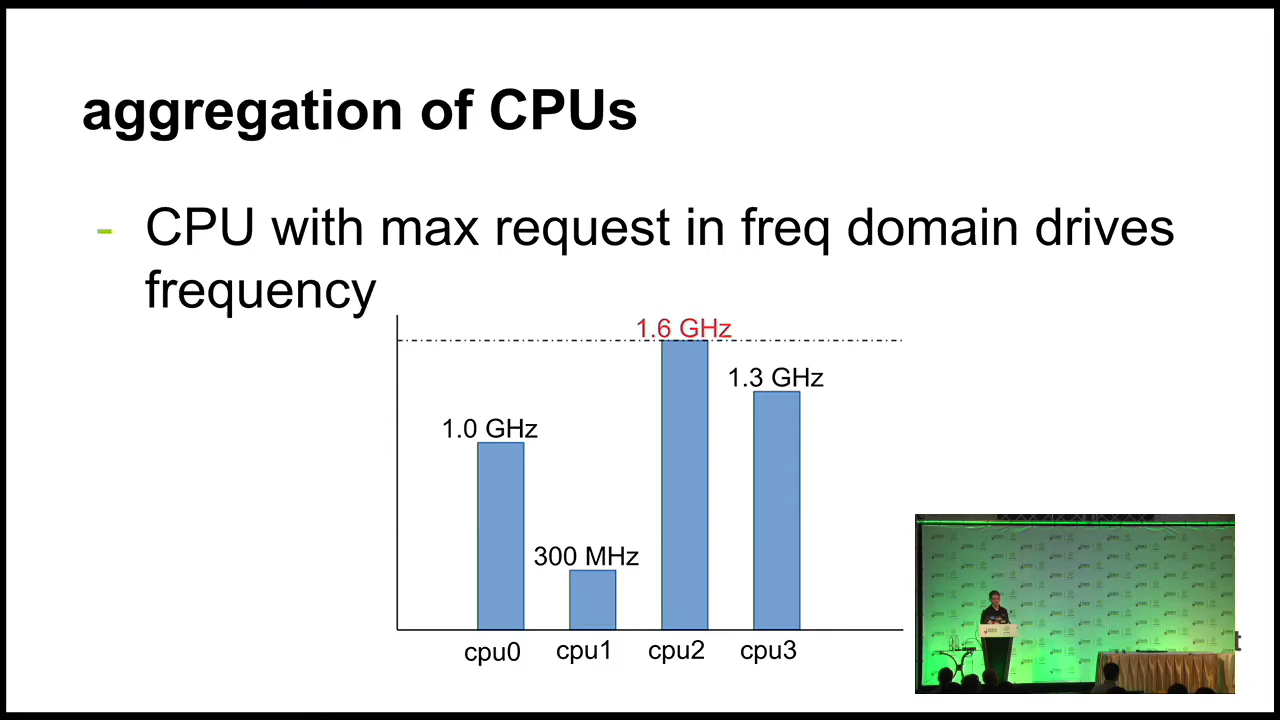 aggregation of CPUs
- CPU with max request in freq domain drives
frequency
1.6 GHz
1.3 GHz
1.0 GHz
300 MHz
cpu0 cpu1 cpu2 cpu3